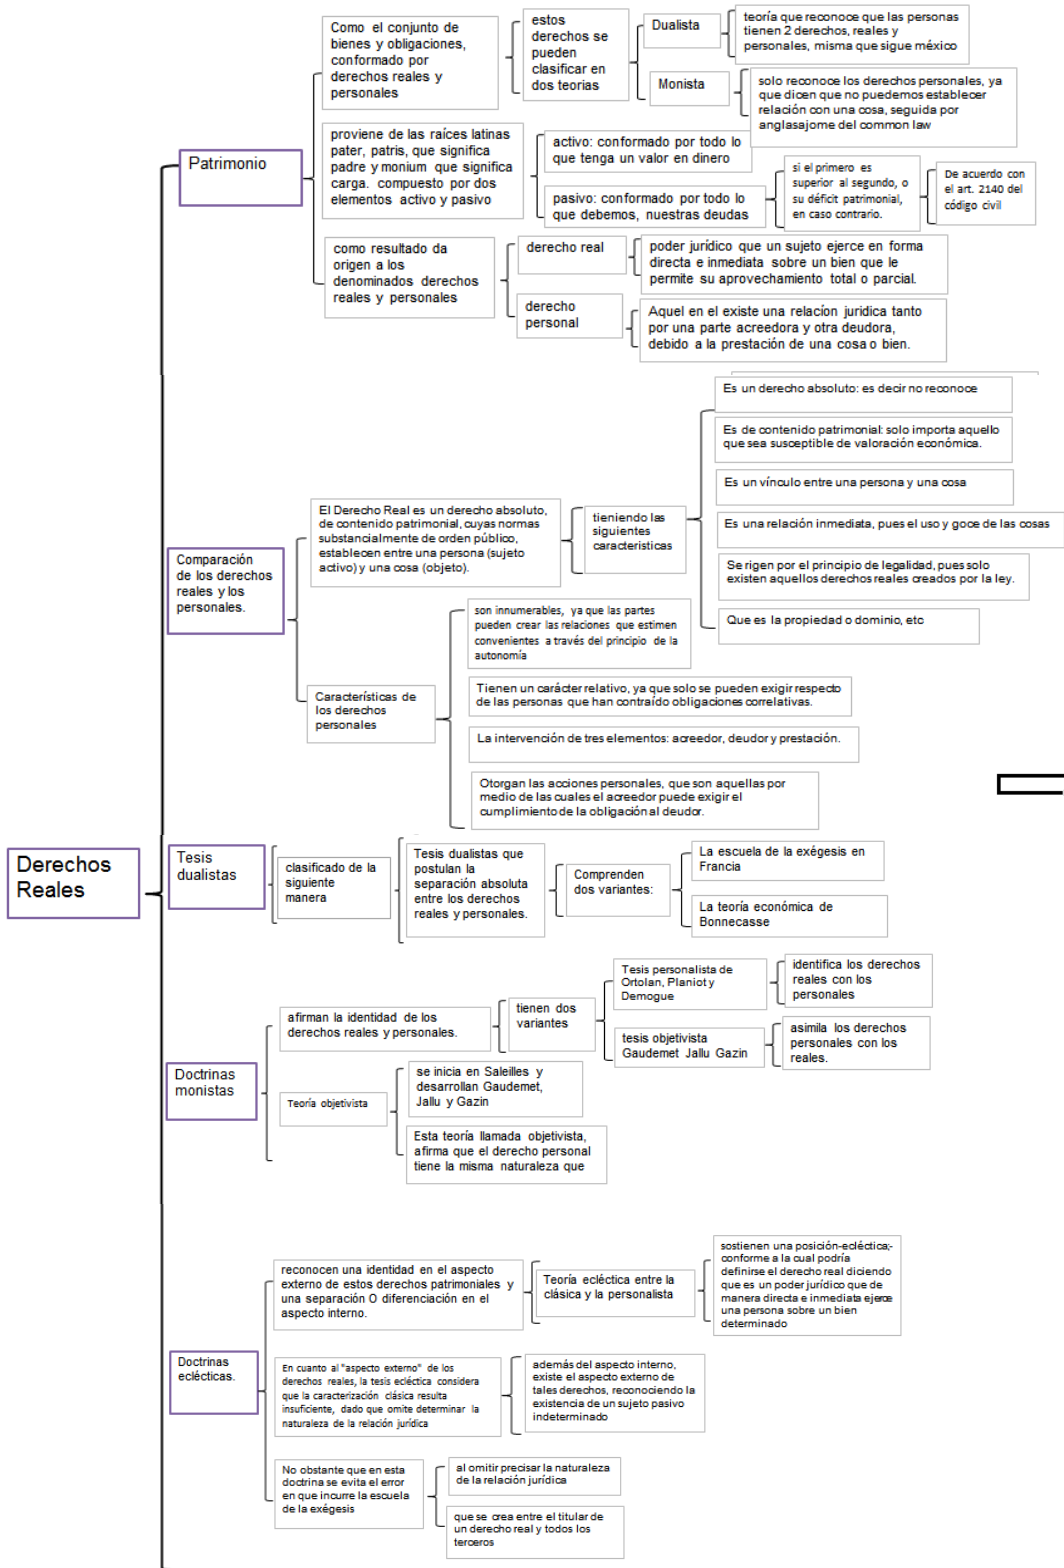 Derechos
Reales
Patrimonio
Como el conjunto de
bienes y obligaciones,
conformado por
derechos reales y
personales
estos
derechos se
pueden
clasificar en
dos teorias
Dualista
teoría que reconoce que las personas
tienen 2 derechos, reales y
personales, misma que sigue méxico
Monista
solo reconoce los derechos personales, ya
que dicen que no puedemos establecer
relación con una cosa, seguida por
anglasajome del common law
proviene de las raíces latinas
pater, patris, que significa
padre y monium que significa
carga. compuesto por dos
elementos activo y pasivo
activo: conformado por todo lo
que tenga un valor en dinero
pasivo: conformado por todo lo
que debemos, nuestras deudas
si el primero es
superior al segundo, o
su déficit patrimonial,
en caso contrario.
De acuerdo con
el art. 2140 del
código civil
como resultado da
origen a los
denominados derechos
reales y personales
derecho real
poder jurídico que un sujeto ejerce en forma
directa e inmediata sobre un bien que le
permite su aprovechamiento total o parcial.
derecho
personal
Aquel en el existe una relacíon juridica tanto
por una parte acreedora y otra deudora,
debido a la prestación de una cosa o bien.
Comparación
de los derechos
reales y los
personales.
El Derecho Real es un derecho absoluto,
de contenido patrimonial, cuyas normas
substancialmente de orden público,
establecen entre una persona (sujeto
activo) y una cosa (objeto).
tieniendo las
siguientes
caracteristicas
Es un derecho absoluto: es decir no reconoce
Es de contenido patrimonial: solo importa aquello
que sea susceptible de valoración económica.
Es un vínculo entre una persona y una cosa
Es una relación inmediata, pues el uso y goce de las cosas
Se rigen por el principio de legalidad, pues solo
existen aquellos derechos reales creados por la ley.
Que es la propiedad o dominio, etc
Características de
los derechos
personales
son innumerables, ya que las partes
pueden crear las relaciones que estimen
convenientes a través del principio de la
autonomía
Tienen un carácter relativo, ya que solo se pueden exigir respecto
de las personas que han contraído obligaciones correlativas.
La intervención de tres elementos: acreedor, deudor y prestación.
Otorgan las acciones personales, que son aquellas por
medio de las cuales el acreedor puede exigir el
cumplimiento de la obligación al deudor.
Tesis
dualistas
clasificado de la
siguiente
manera
Tesis dualistas que
postulan la
separación absoluta
entre los derechos
reales y personales.
Comprenden
dos variantes:
La escuela de la exégesis en
Francia
La teoría económica de
Bonnecasse
Doctrinas
monistas
afirman la identidad de los
derechos reales y personales.
tienen dos
variantes
Tesis personalista de
Ortolan, Planiot y
Demogue
identifica los derechos
reales con los
personales
tesis objetivista
Gaudemet Jallu Gazin
asimila los derechos
personales con los
reales.
Teoría objetivista
se inicia en Saleilles y
desarrollan Gaudemet,
Jallu y Gazin
Esta teoría llamada objetivista,
afirma que el derecho personal
tiene la misma naturaleza que
Doctrinas
eclécticas.
reconocen una identidad en el aspecto
externo de estos derechos patrimoniales y
una separación O diferenciación en el
aspecto interno.
Teoría ecléctica entre la
clásica y la personalista
sostienen una posición-ecléctica;-
conforme a la cual podría
definirse el derecho real diciendo
que es un poder jurídico que de
manera directa e inmediata ejerce
una persona sobre un bien
determinado
En cuanto al "aspecto externo" de los
derechos reales, la tesis ecléctica considera
que la caracterización clásica resulta
insuficiente, dado que omite determinar la
naturaleza de la relación jurídica
además del aspecto interno,
existe el aspecto externo de
tales derechos, reconociendo la
existencia de un sujeto pasivo
indeterminado
No obstante que en esta
doctrina se evita el error
en que incurre la escuela
de la exégesis
al omitir precisar la naturaleza
de la relación jurídica
que se crea entre el titular de
un derecho real y todos los
terceros